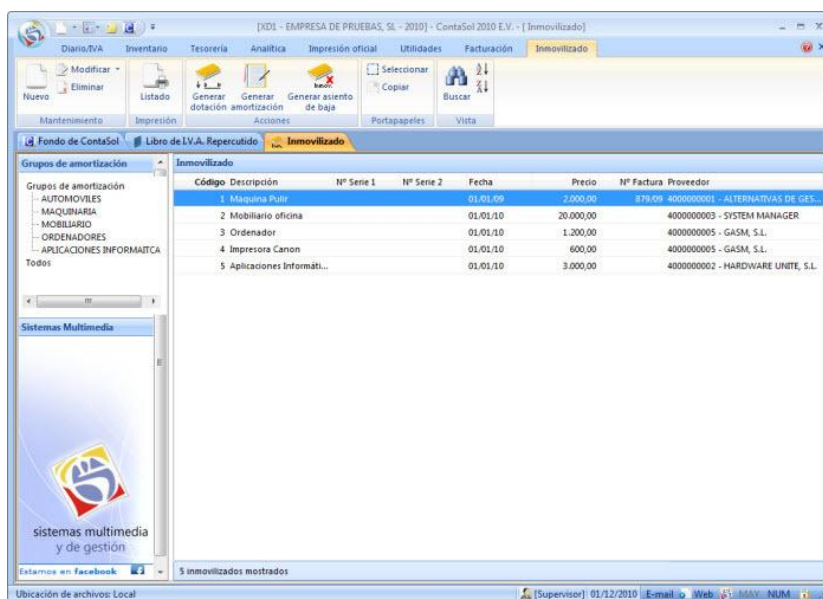 [XD1 - EMPRESA DE PRUEBAS, SL - 2010] - ContaSol 2010 E.V. - [ Inmovilizado]
Diario/IVA Inventario Tesorería Analítica Impresión oficial Utilidades Facturación Inmovilizado
Nuevo
Modificar
Eliminar
Listado
Generar dotación
Generar amortización
Generar asiento de baja
Seleccionar
Copiar
Buscar
Mantenimiento Impresión Acciones Portapapeles Vista
Fondo de ContaSol Libro de I.V.A. Repercutido Inmovilizado
Grupos de amortización
Grupos de amortización
AUTOMOVILES
MAQUINARIA
MOBILIARIO
ORDENADORES
APLICACIONES INFORMAITCA
Todos
Sistemas Multimedia
sistemas multimedia
y de gestión
Estamos en facebook
Inmovilizado
Código Descripción Nº Serie 1 Nº Serie 2 Fecha Precio Nº Factura Proveedor
1 Maquina Pulir 01/01/09 2.000,00 879/09 4000000001 - ALTERNATIVAS DE GES...
2 Mobiliario oficina 01/01/10 20.000,00 4000000003 - SYSTEM MANAGER
3 Ordenador 01/01/10 1.200,00 4000000005 - GASM, S.L.
4 Impresora Canon 01/01/10 600,00 4000000005 - GASM, S.L.
5 Aplicaciones Informáti... 01/01/10 3.000,00 4000000002 - HARDWARE UNITE, S.L.
5 inmovilizados mostrados
Ubicación de archivos: Local [Supervisor] 01/12/2010 E-mail Web MAY NUM